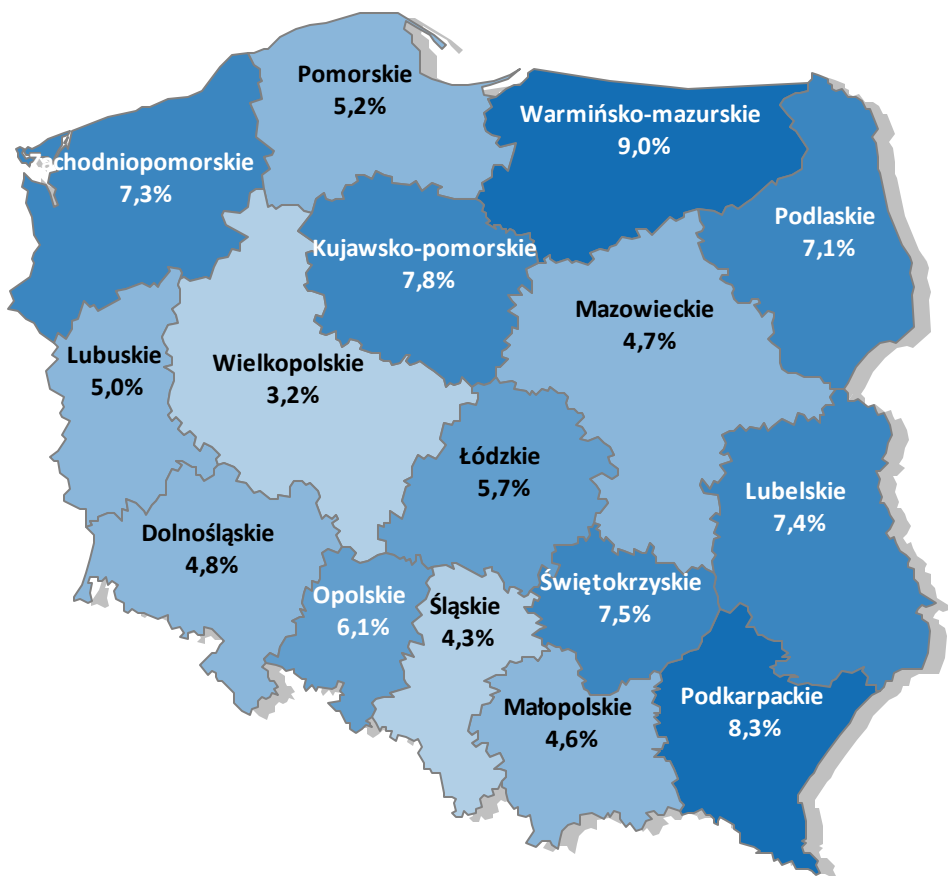 Pomorskie
5,2%
Warmińsko-mazurskie
9,0%
Zachodniopomorskie
7,3%
Podlaskie
7,1%
Kujawsko-pomorskie
7,8%
Mazowieckie
4,7%
Lubuskie
5,0%
Wielkopolskie
3,2%
Łódzkie
5,7%
Lubelskie
7,4%
Dolnośląskie
4,8%
Opolskie
6,1%
Śląskie
4,3%
Świętokrzyskie
7,5%
Małopolskie
4,6%
Podkarpackie
8,3%